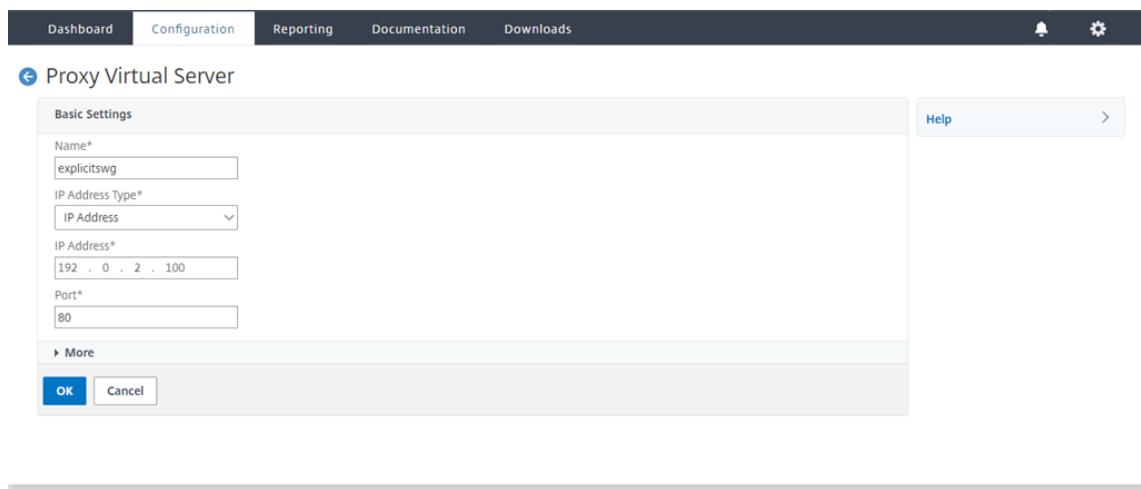 Dashboard Configuration Reporting Documentation Downloads
Proxy Virtual Server
Basic Settings
Help
Name*
explicitswg
IP Address Type*
IP Address
IP Address*
192 . 0 . 2 . 100
Port*
80
More
OK Cancel